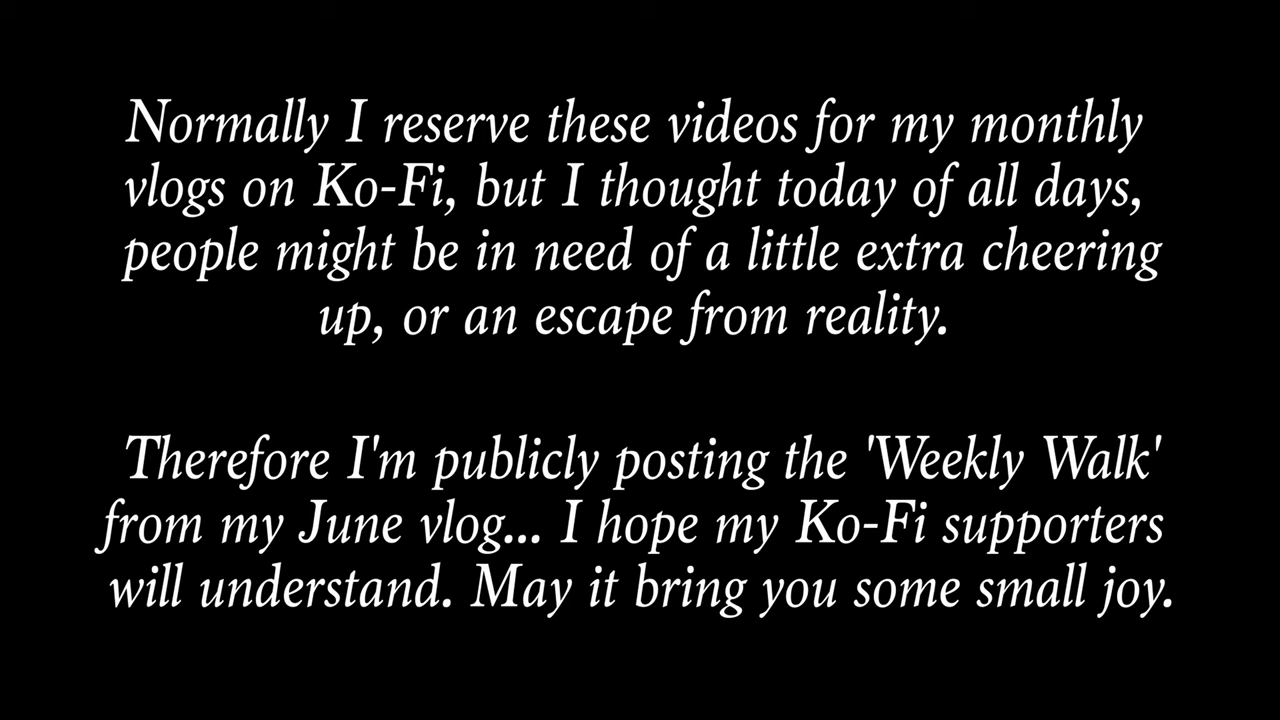 Normally I reserve these videos for my monthly
vlogs on Ko-Fi, but I thought today of all days,
people might be in need of a little extra cheering
up, or an escape from reality.
Therefore I'm publicly posting the 'Weekly Walk'
from my June vlog... I hope my Ko-Fi supporters
will understand. May it bring you some small joy.